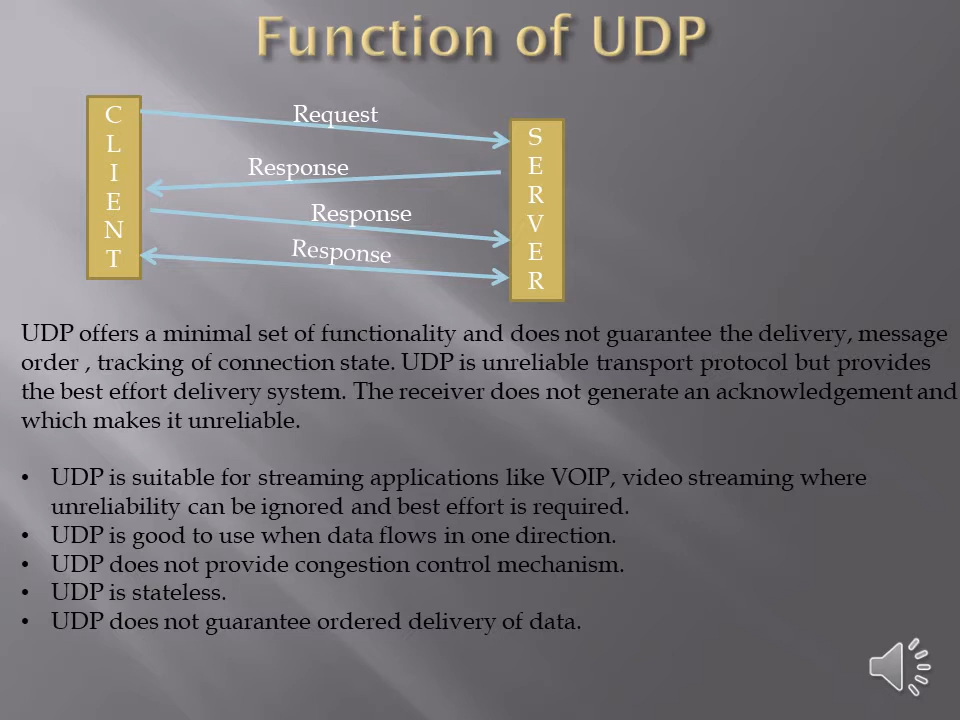 Function of UDP
CLIENT
Request
Response
Response
Response
SERVER
UDP offers a minimal set of functionality and does not guarantee the delivery, message
order , tracking of connection state. UDP is unreliable transport protocol but provides
the best effort delivery system. The receiver does not generate an acknowledgement and
which makes it unreliable.
• UDP is suitable for streaming applications like VOIP, video streaming where
unreliability can be ignored and best effort is required.
• UDP is good to use when data flows in one direction.
• UDP does not provide congestion control mechanism.
• UDP is stateless.
• UDP does not guarantee ordered delivery of data.